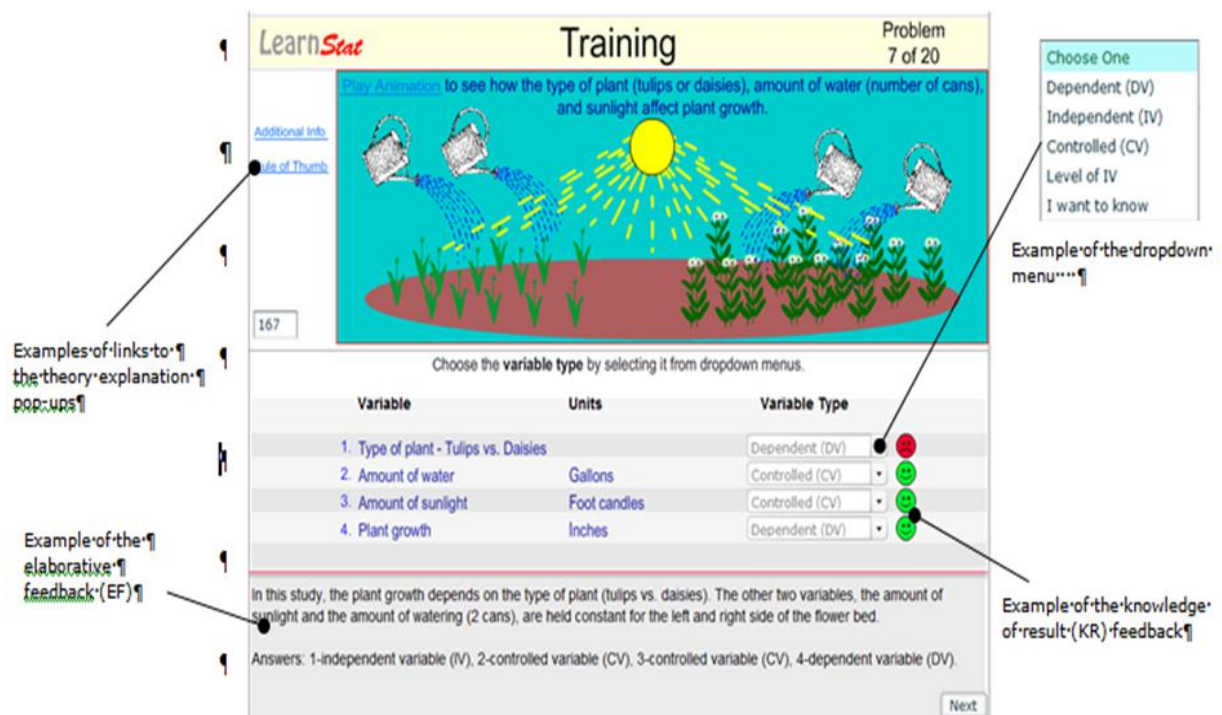 LearnStat
Training
Problem
7 of 20
Play Animation to see how the type of plant (tulips or daisies), amount of water (number of cans),
and sunlight affect plant growth.
Additional Info
ule of Thumb
167
Choose One
Dependent (DV)
Independent (IV)
Controlled (CV)
Level of IV
I want to know
Example·of·the·dropdown·
menu····¶
Examples·of·links·to·¶
the·theory·explanation·¶
pop-ups¶
Choose the variable type by selecting it from dropdown menus.
Variable Units Variable Type
1. Type of plant - Tulips vs. Daisies Dependent (DV)
2. Amount of water Gallons Controlled (CV)
3. Amount of sunlight Foot candles Controlled (CV)
4. Plant growth Inches Dependent (DV)
Example·of·the·¶
elaborative·¶
feedback·(EF)¶
In this study, the plant growth depends on the type of plant (tulips vs. daisies). The other two variables, the amount of
sunlight and the amount of watering (2 cans), are held constant for the left and right side of the flower bed.
Answers: 1-independent variable (IV), 2-controlled variable (CV), 3-controlled variable (CV), 4-dependent variable (DV).
Example·of·the·knowledge·
of·result·(KR)·feedback¶
Next